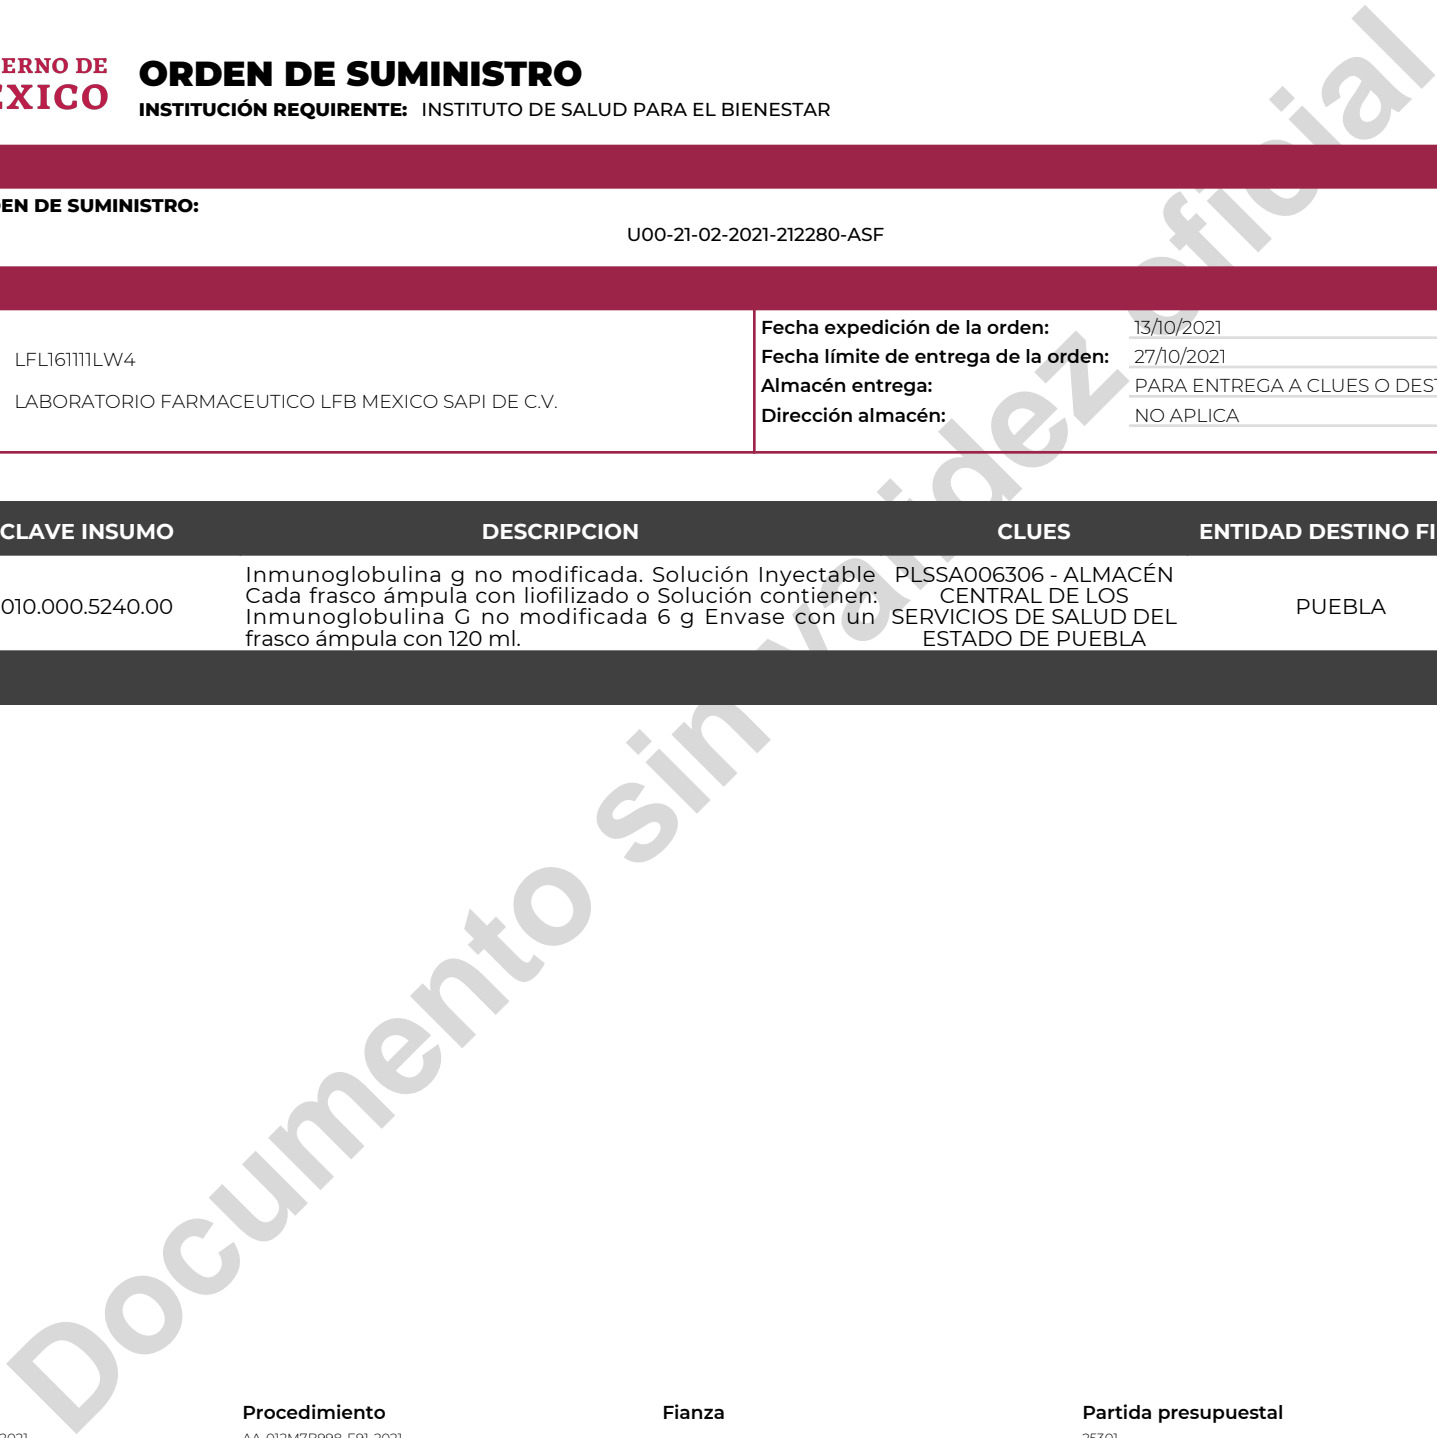 ERNO DE
EXICO
ORDEN DE SUMINISTRO
INSTITUCIÓN REQUIRENTE: INSTITUTO DE SALUD PARA EL BIENESTAR
EN DE SUMINISTRO:
U00-21-02-2021-212280-ASF
LFL161111LW4
LABORATORIO FARMACEUTICO LFB MEXICO SAPI DE C.V.
Fecha expedición de la orden: 13/10/2021
Fecha límite de entrega de la orden: 27/10/2021
Almacén entrega: PARA ENTREGA A CLUES O DEST
Dirección almacén: NO APLICA
CLAVE INSUMO DESCRIPCION CLUES ENTIDAD DESTINO FI
010.000.5240.00
Inmunoglobulina g no modificada. Solución Inyectable
Cada frasco ámpula con liofilizado o Solución contienen:
Inmunoglobulina G no modificada 6 g Envase con un
frasco ámpula con 120 ml.
PLSSA006306 - ALMACÉN
CENTRAL DE LOS
SERVICIOS DE SALUD DEL
ESTADO DE PUEBLA
PUEBLA
Documento sin validez oficial
Procedimiento Fianza Partida presupuestal